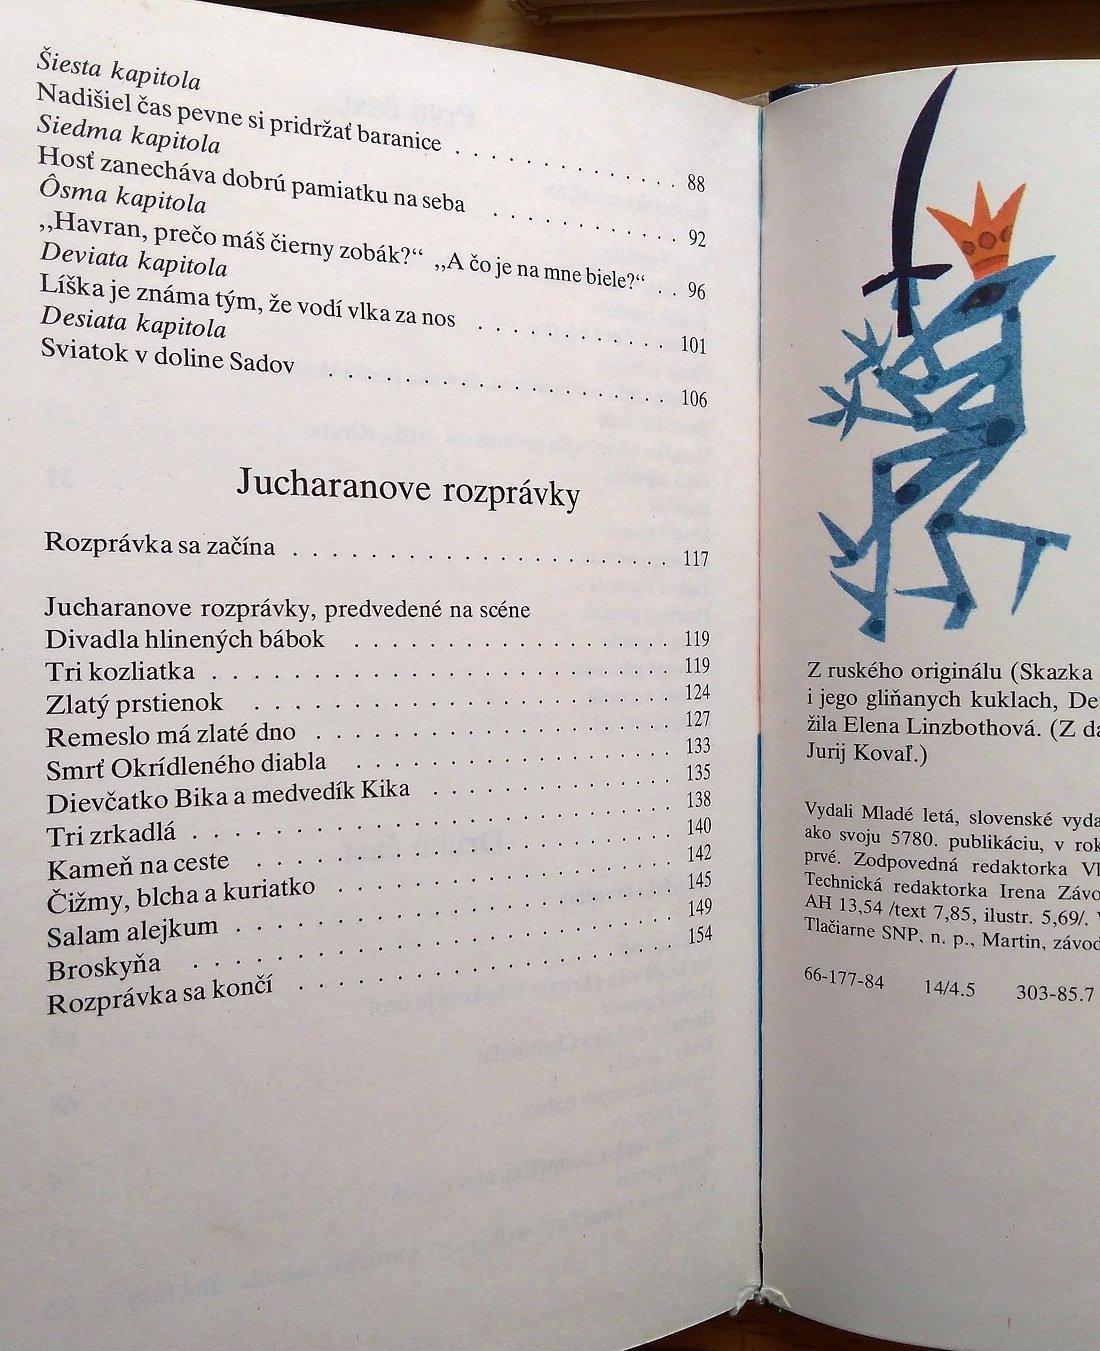 Šiesta kapitola
Nadišiel čas pevne si pridržať baranice . . . . . . . . . . . . . . 88
Siedma kapitola
Hosť zanecháva dobrú pamiatku na seba . . . . . . . . . . . . 92
Ôsma kapitola
,,Havran, prečo máš čierny zobák?“ ,,A čo je na mne biele?“ . . 96
Deviata kapitola
Líška je známa tým, že vodí vlka za nos . . . . . . . . . . . . 101
Desiata kapitola
Sviatok v doline Sadov . . . . . . . . . . . . . . . . . . . . . 106
Jucharanove rozprávky
Rozprávka sa začína . . . . . . . . . . . . . . . . . . . . . . 117
Jucharanove rozprávky, predvedené na scéne
Divadla hlinených bábok . . . . . . . . . . . . . . . . . . . 119
Tri kozliatka . . . . . . . . . . . . . . . . . . . . . . . . . . 119
Zlatý prstienok . . . . . . . . . . . . . . . . . . . . . . . . 124
Remeslo má zlaté dno . . . . . . . . . . . . . . . . . . . . 127
Smrť Okrídleného diabla . . . . . . . . . . . . . . . . . . . 133
Dievčatko Bika a medvedík Kika . . . . . . . . . . . . . . . 135
Tri zrkadlá . . . . . . . . . . . . . . . . . . . . . . . . . . 138
Kameň na ceste . . . . . . . . . . . . . . . . . . . . . . . 140
Čižmy, blcha a kuriatko . . . . . . . . . . . . . . . . . . . 142
Salam alejkum . . . . . . . . . . . . . . . . . . . . . . . . 145
Broskyňa . . . . . . . . . . . . . . . . . . . . . . . . . . 149
Rozprávka sa končí . . . . . . . . . . . . . . . . . . . . . 154
Z ruského originálu (Skazka
i jego gliňanych kuklach, De
žila Elena Linzbothová. (Z
Jurij Kovaľ.)
Vydali Mladé letá, slovenské vyda
ako svoju 5780. publikáciu, v rok
prvé. Zodpovedná redaktorka
Technická redaktorka Irena Závo
AH 13,54 /text 7,85, ilustr. 5,69/.
Tlačiarne SNP, n. p., Martin, závod
66-177-84 14/4.5 303-85.7